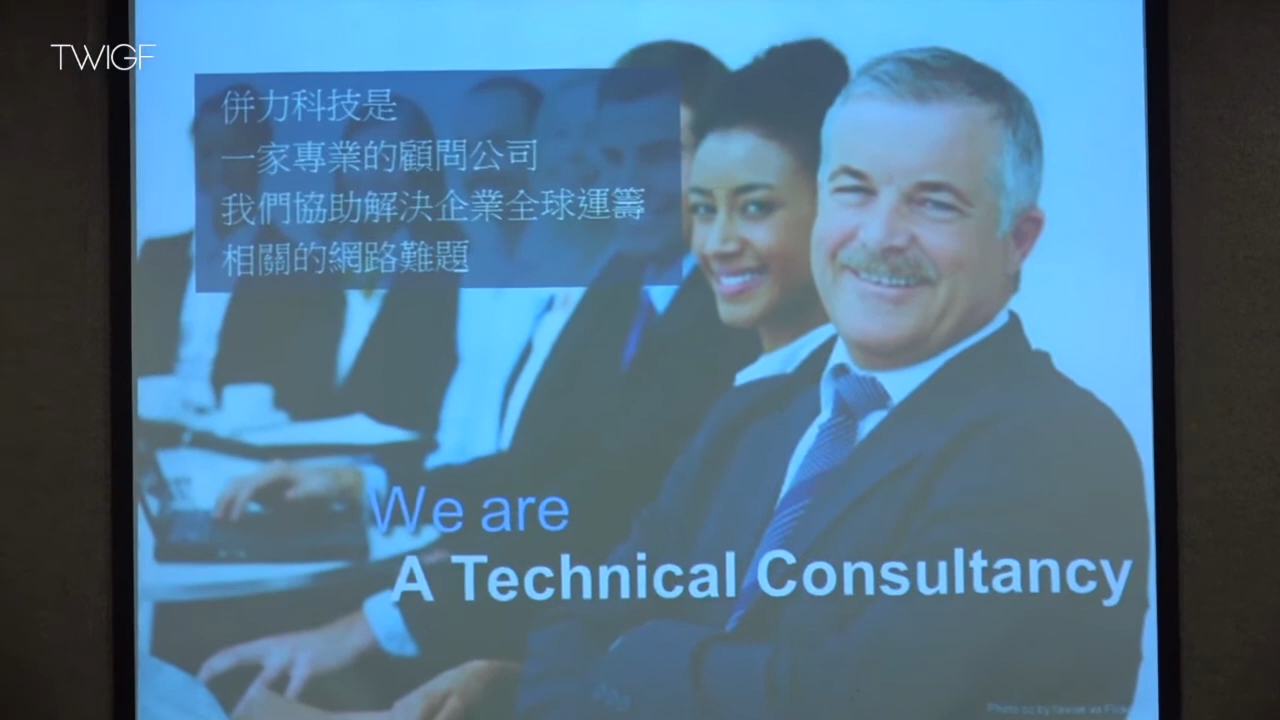 TWIGF
併力科技是
一家專業的顧問公司
我們協助解決企業全球運籌
相關的網路難題
We are
A Technical Consultancy